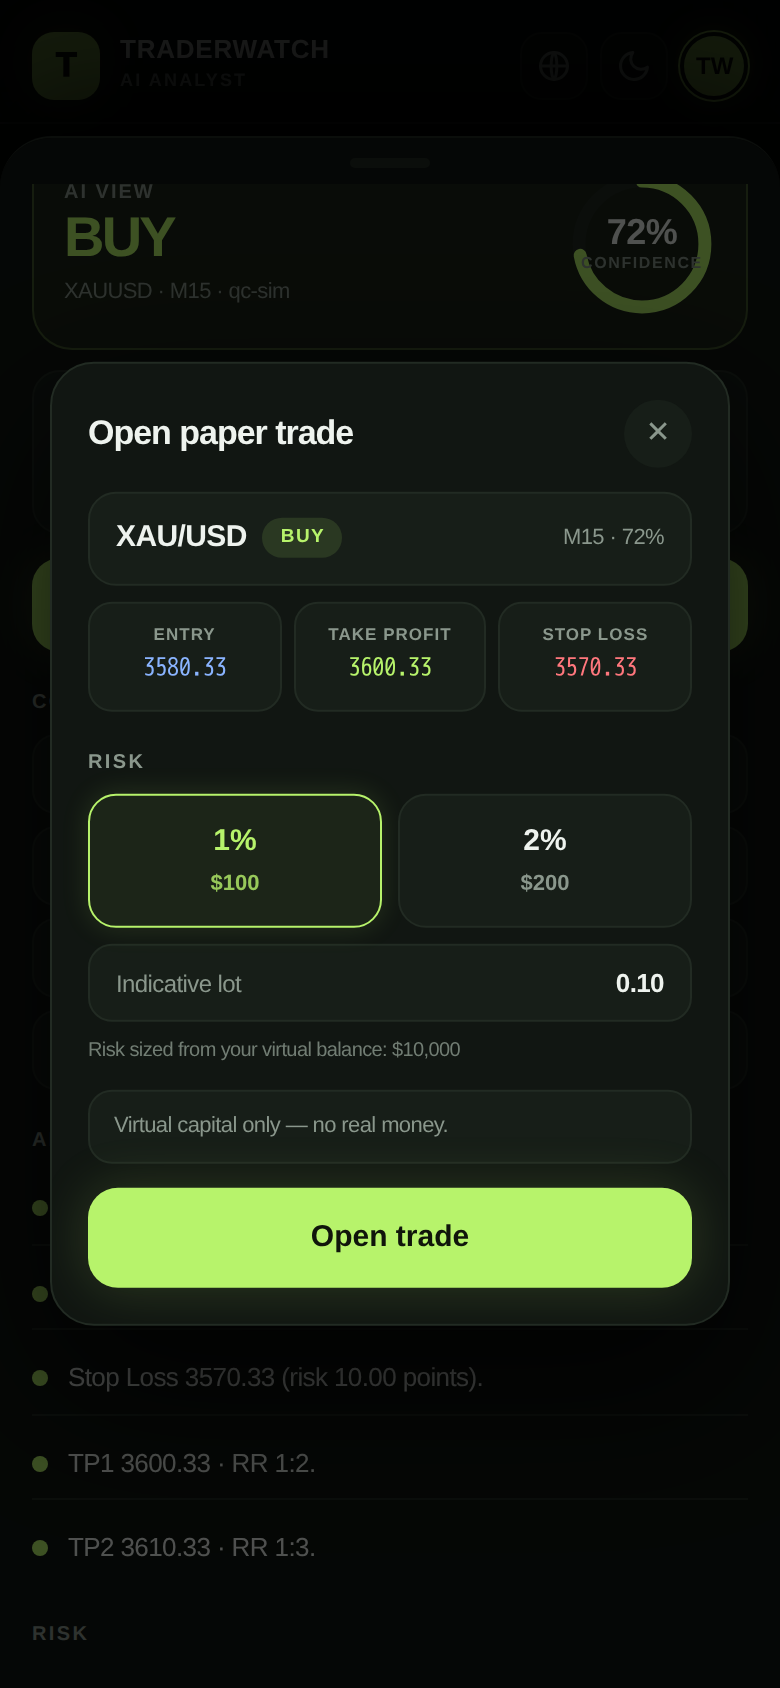 T
TRADERWATCH
AI ANALYST
TW
AI VIEW
BUY
XAUUSD · M15 · qc-sim
72%
CONFIDENCE
Open paper trade
✕
XAU/USD BUY M15 · 72%
ENTRY TAKE PROFIT STOP LOSS
3580.33 3600.33 3570.33
RISK
1% 2%
$100 $200
Indicative lot 0.10
Risk sized from your virtual balance: $10,000
Virtual capital only — no real money.
Open trade
Stop Loss 3570.33 (risk 10.00 points).
TP1 3600.33 · RR 1:2.
TP2 3610.33 · RR 1:3.
RISK